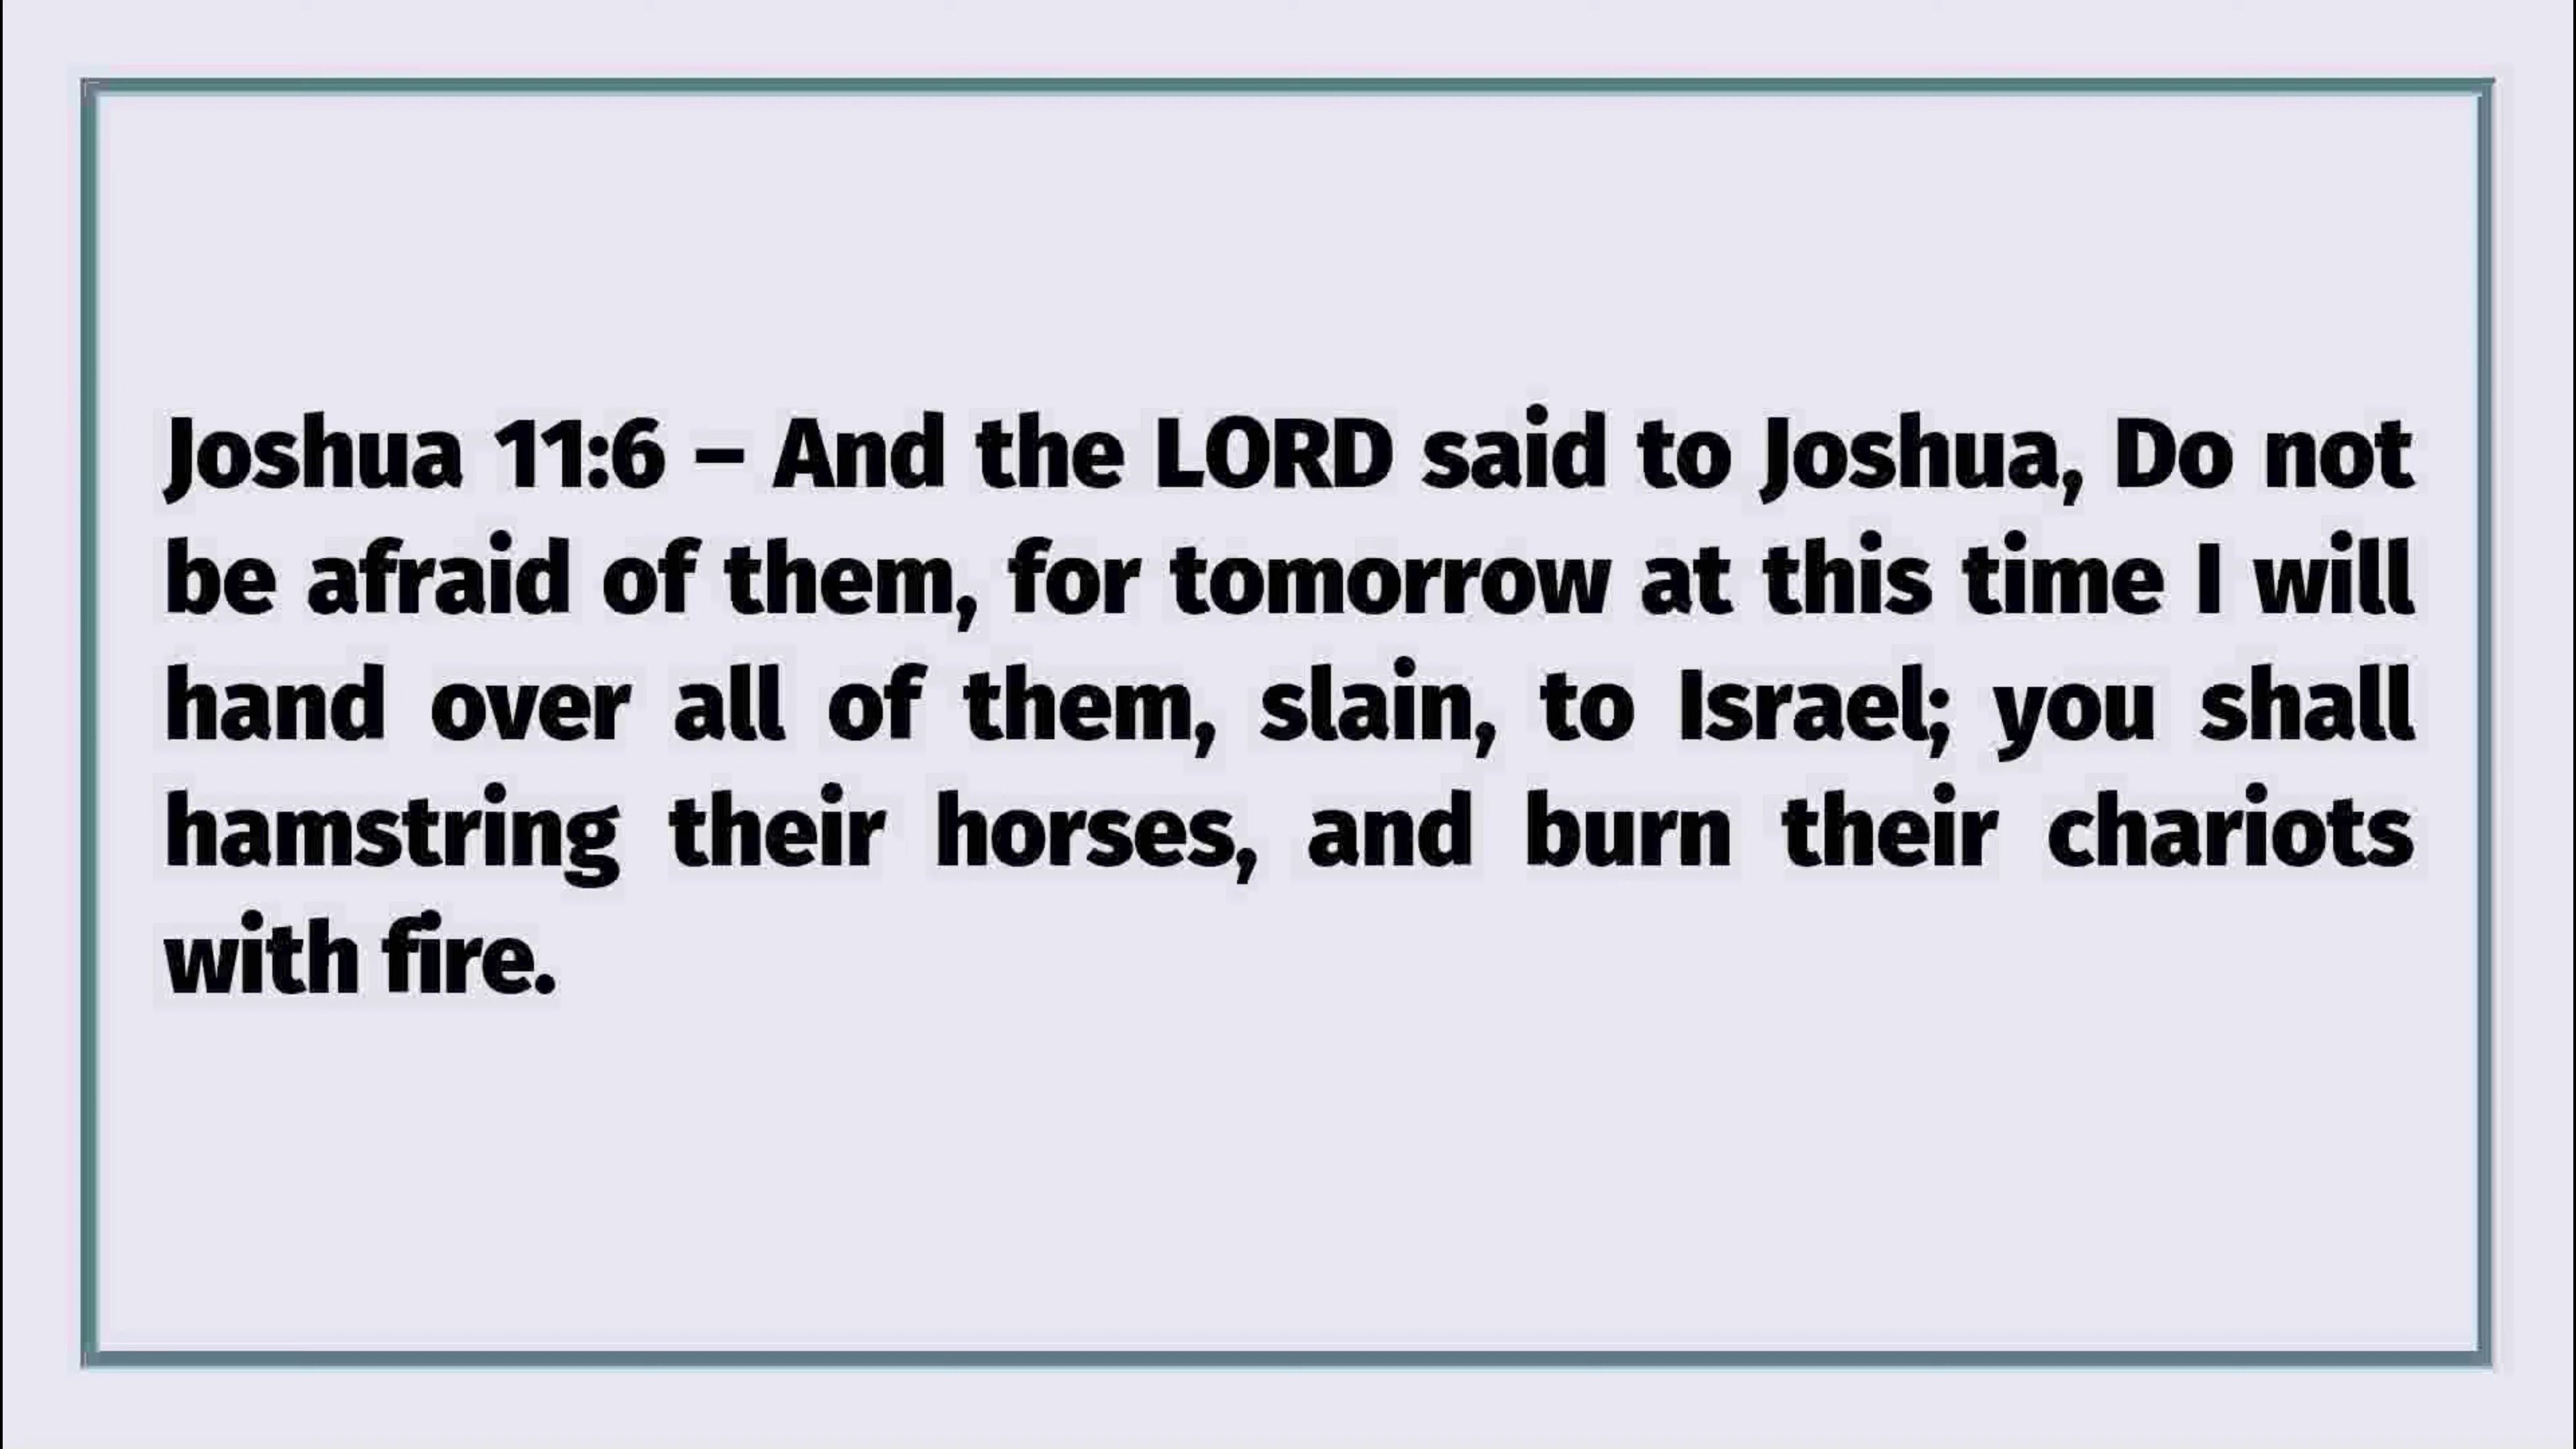 Joshua 11:6 – And the LORD said to Joshua, Do not
be afraid of them, for tomorrow at this time I will
hand over all of them, slain, to Israel; you shall
hamstring their horses, and burn their chariots
with fire.